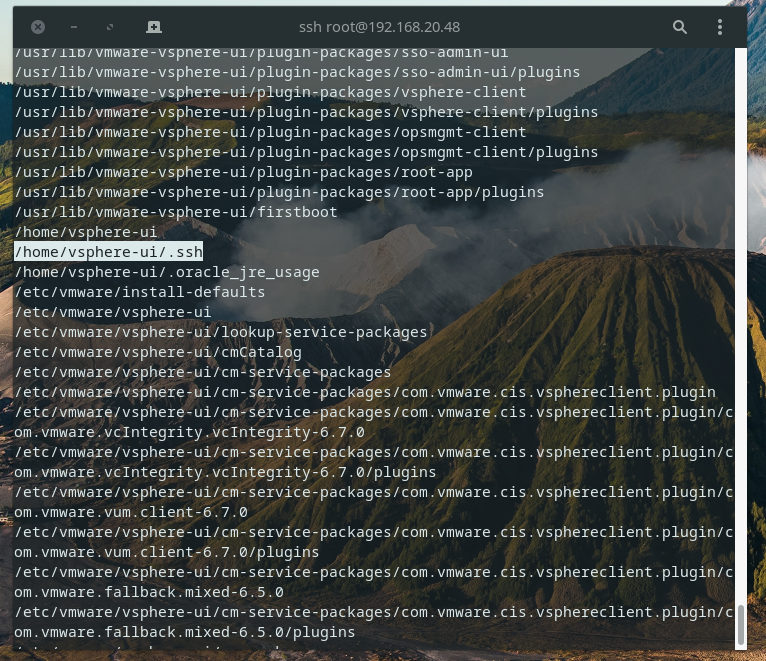 ssh root@192.168.20.48
/usr/lib/vmware-vsphere-ui/plugin-packages/sso-admin-ui
/usr/lib/vmware-vsphere-ui/plugin-packages/sso-admin-ui/plugins
/usr/lib/vmware-vsphere-ui/plugin-packages/vsphere-client
/usr/lib/vmware-vsphere-ui/plugin-packages/vsphere-client/plugins
/usr/lib/vmware-vsphere-ui/plugin-packages/opsmgmt-client
/usr/lib/vmware-vsphere-ui/plugin-packages/opsmgmt-client/plugins
/usr/lib/vmware-vsphere-ui/plugin-packages/root-app
/usr/lib/vmware-vsphere-ui/plugin-packages/root-app/plugins
/usr/lib/vmware-vsphere-ui/firstboot
/home/vsphere-ui
/home/vsphere-ui/.ssh
/home/vsphere-ui/.oracle_jre_usage
/etc/vmware/install-defaults
/etc/vmware/vsphere-ui
/etc/vmware/vsphere-ui/lookup-service-packages
/etc/vmware/vsphere-ui/cmCatalog
/etc/vmware/vsphere-ui/cm-service-packages
/etc/vmware/vsphere-ui/cm-service-packages/com.vmware.cis.vsphereclient.plugin
/etc/vmware/vsphere-ui/cm-service-packages/com.vmware.cis.vsphereclient.plugin/c
om.vmware.vcIntegrity.vcIntegrity-6.7.0
/etc/vmware/vsphere-ui/cm-service-packages/com.vmware.cis.vsphereclient.plugin/c
om.vmware.vcIntegrity.vcIntegrity-6.7.0/plugins
/etc/vmware/vsphere-ui/cm-service-packages/com.vmware.cis.vsphereclient.plugin/c
om.vmware.vum.client-6.7.0
/etc/vmware/vsphere-ui/cm-service-packages/com.vmware.cis.vsphereclient.plugin/c
om.vmware.vum.client-6.7.0/plugins
/etc/vmware/vsphere-ui/cm-service-packages/com.vmware.cis.vsphereclient.plugin/c
om.vmware.fallback.mixed-6.5.0
/etc/vmware/vsphere-ui/cm-service-packages/com.vmware.cis.vsphereclient.plugin/c
om.vmware.fallback.mixed-6.5.0/plugins